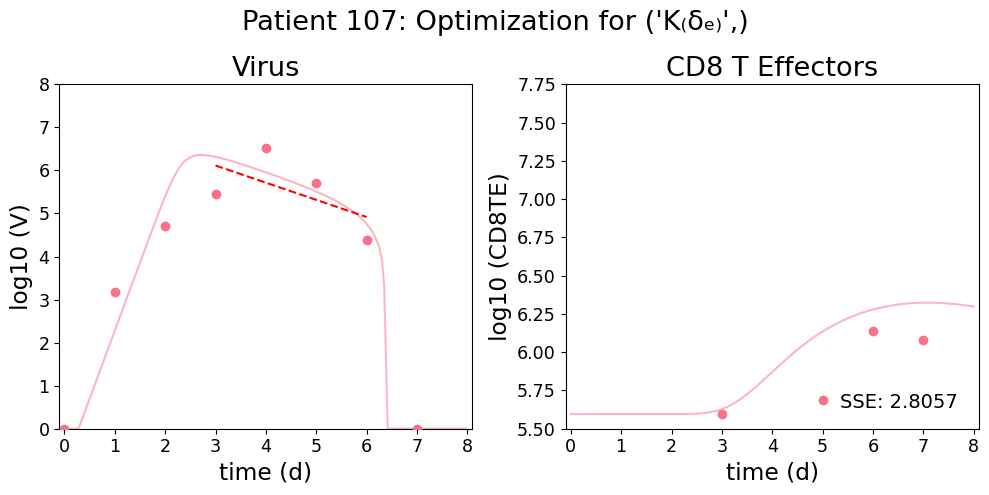 Patient 107: Optimization for ('K₍δₑ₎',)
Virus
CD8 T Effectors
log10 (V)
8
7
6
5
4
3
2
1
0
0 1 2 3 4 5 6 7 8
time (d)
log10 (CD8TE)
7.75
7.50
7.25
7.00
6.75
6.50
6.25
6.00
5.75
5.50
SSE: 2.8057
0 1 2 3 4 5 6 7 8
time (d)